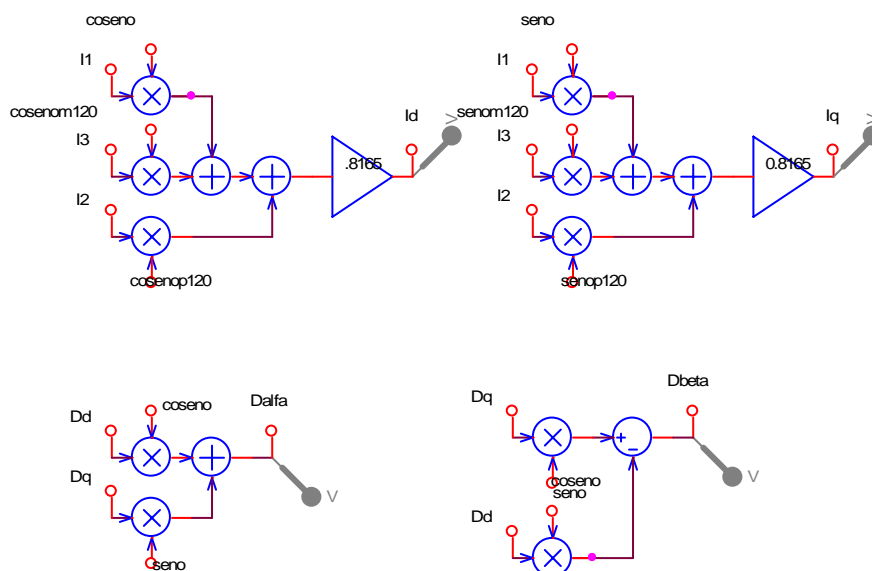 coseno
I1
cosenom120
I3
Id
V
.8165
I2
cosenop120
seno
I1
senom120
I3
Iq
V
0.8165
I2
senop120
coseno
Dalfa
Dd
Dq
V
seno
Dbeta
Dq
coseno
seno
V
Dd